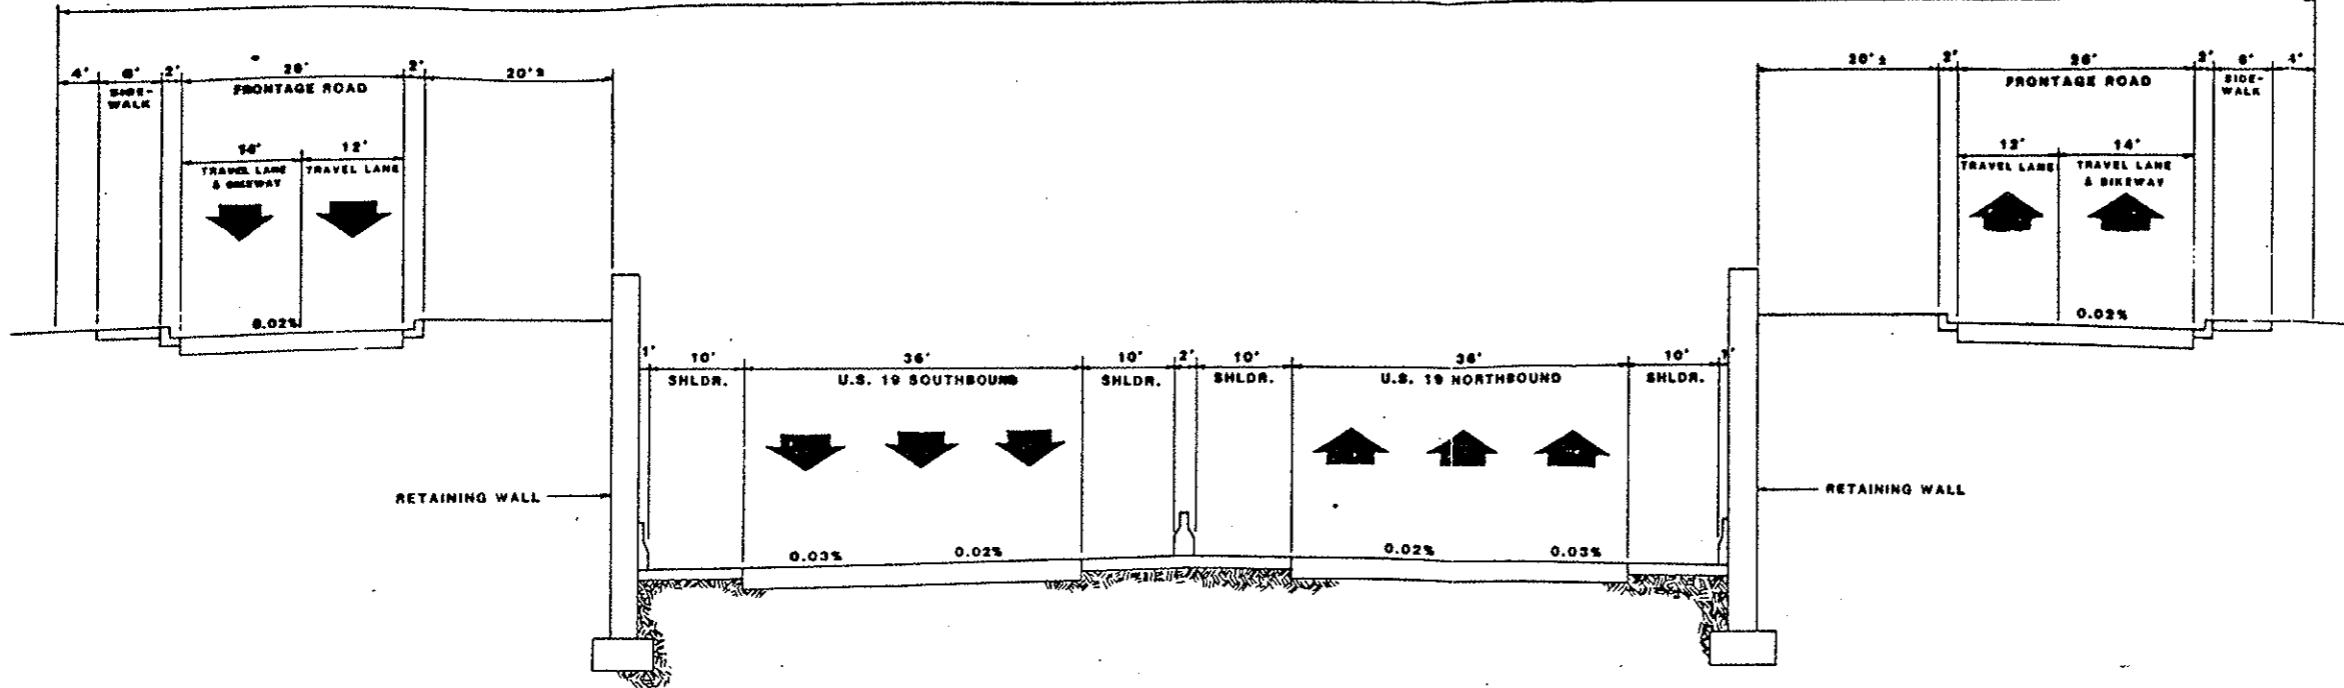 4' 6' 2' 26' 2' 20'±
20'± 2' 26' 2' 6' 4'
SIDE-
WALK
FRONTAGE ROAD
FRONTAGE ROAD
SIDE-
WALK
14' 12'
12' 14'
TRAVEL LANE
& BIKEWAY
TRAVEL LANE
TRAVEL LANE
TRAVEL LANE
& BIKEWAY
0.02%
0.02%
1' 10' 36' 10' 2' 10' 36' 10' 1'
SHLDR. U.S. 19 SOUTHBOUND SHLDR. SHLDR. U.S. 19 NORTHBOUND SHLDR.
RETAINING WALL
RETAINING WALL
0.03% 0.02% 0.02% 0.03%